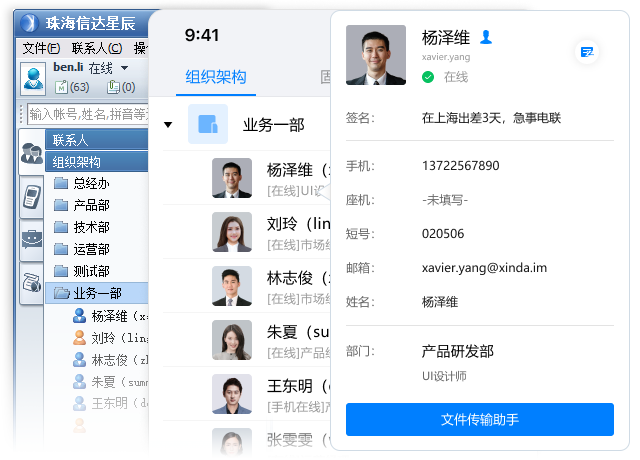 珠海信达星辰
文件(F) 联系人(C) 操
ben.li 在线
(63) (0)
输入帐号,姓名,拼音等
联系人
组织架构
总经办
产品部
技术部
运营部
测试部
业务一部
杨泽维（x
刘玲（lin
林志俊（z
朱夏（sum
王东明（d
9:41
组织架构
业务一部
杨泽维（x
[在线]UI设
刘玲（lin
[在线]市场经
林志俊（z
[在线]市场经
朱夏（su
[在线]产品经
王东明（d
[手机在线]产
张雯雯（
杨泽维
xavier.yang
在线
签名： 在上海出差3天，急事电联
手机： 13722567890
座机： -未填写-
短号： 020506
邮箱： xavier.yang@xinda.im
姓名： 杨泽维
部门： 产品研发部
UI设计师
文件传输助手